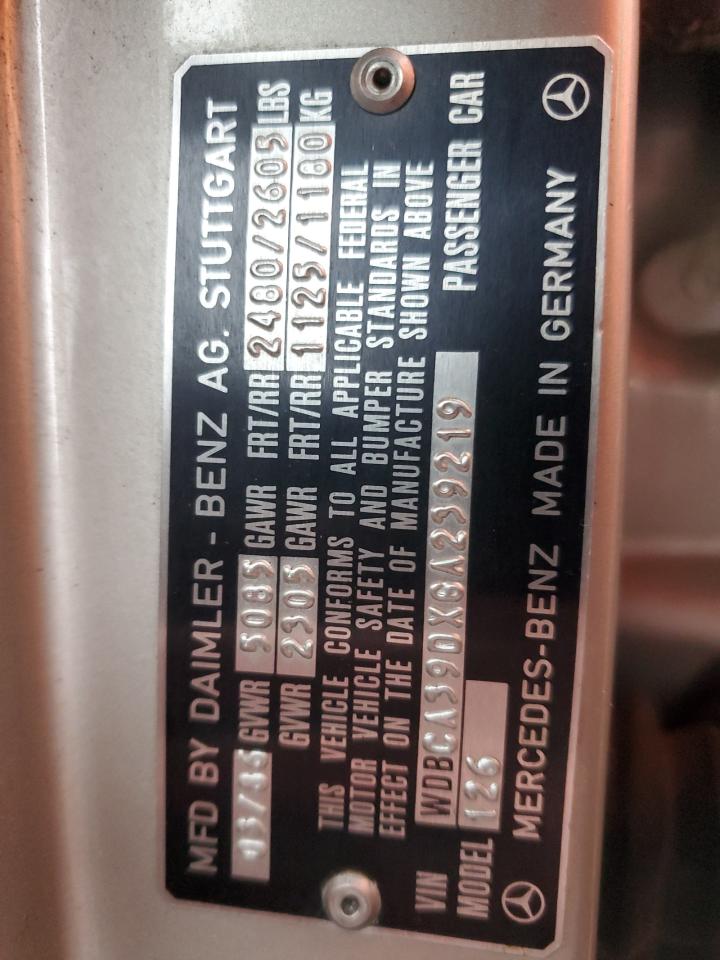 MFD BY DAIMLER - BENZ AG. STUTTGART
03/86 GVWR 5085 GAWR FRT/RR 2480/2605 LBS
GVWR 2305 GAWR FRT/RR 1125/1180 KG
THIS VEHICLE CONFORMS TO ALL APPLICABLE FEDERAL
MOTOR VEHICLE SAFETY AND BUMPER STANDARDS IN
EFFECT ON THE DATE OF MANUFACTURE SHOWN ABOVE
VIN WDBCA39DXGA239219 PASSENGER CAR
MODEL 126
MERCEDES-BENZ MADE IN GERMANY